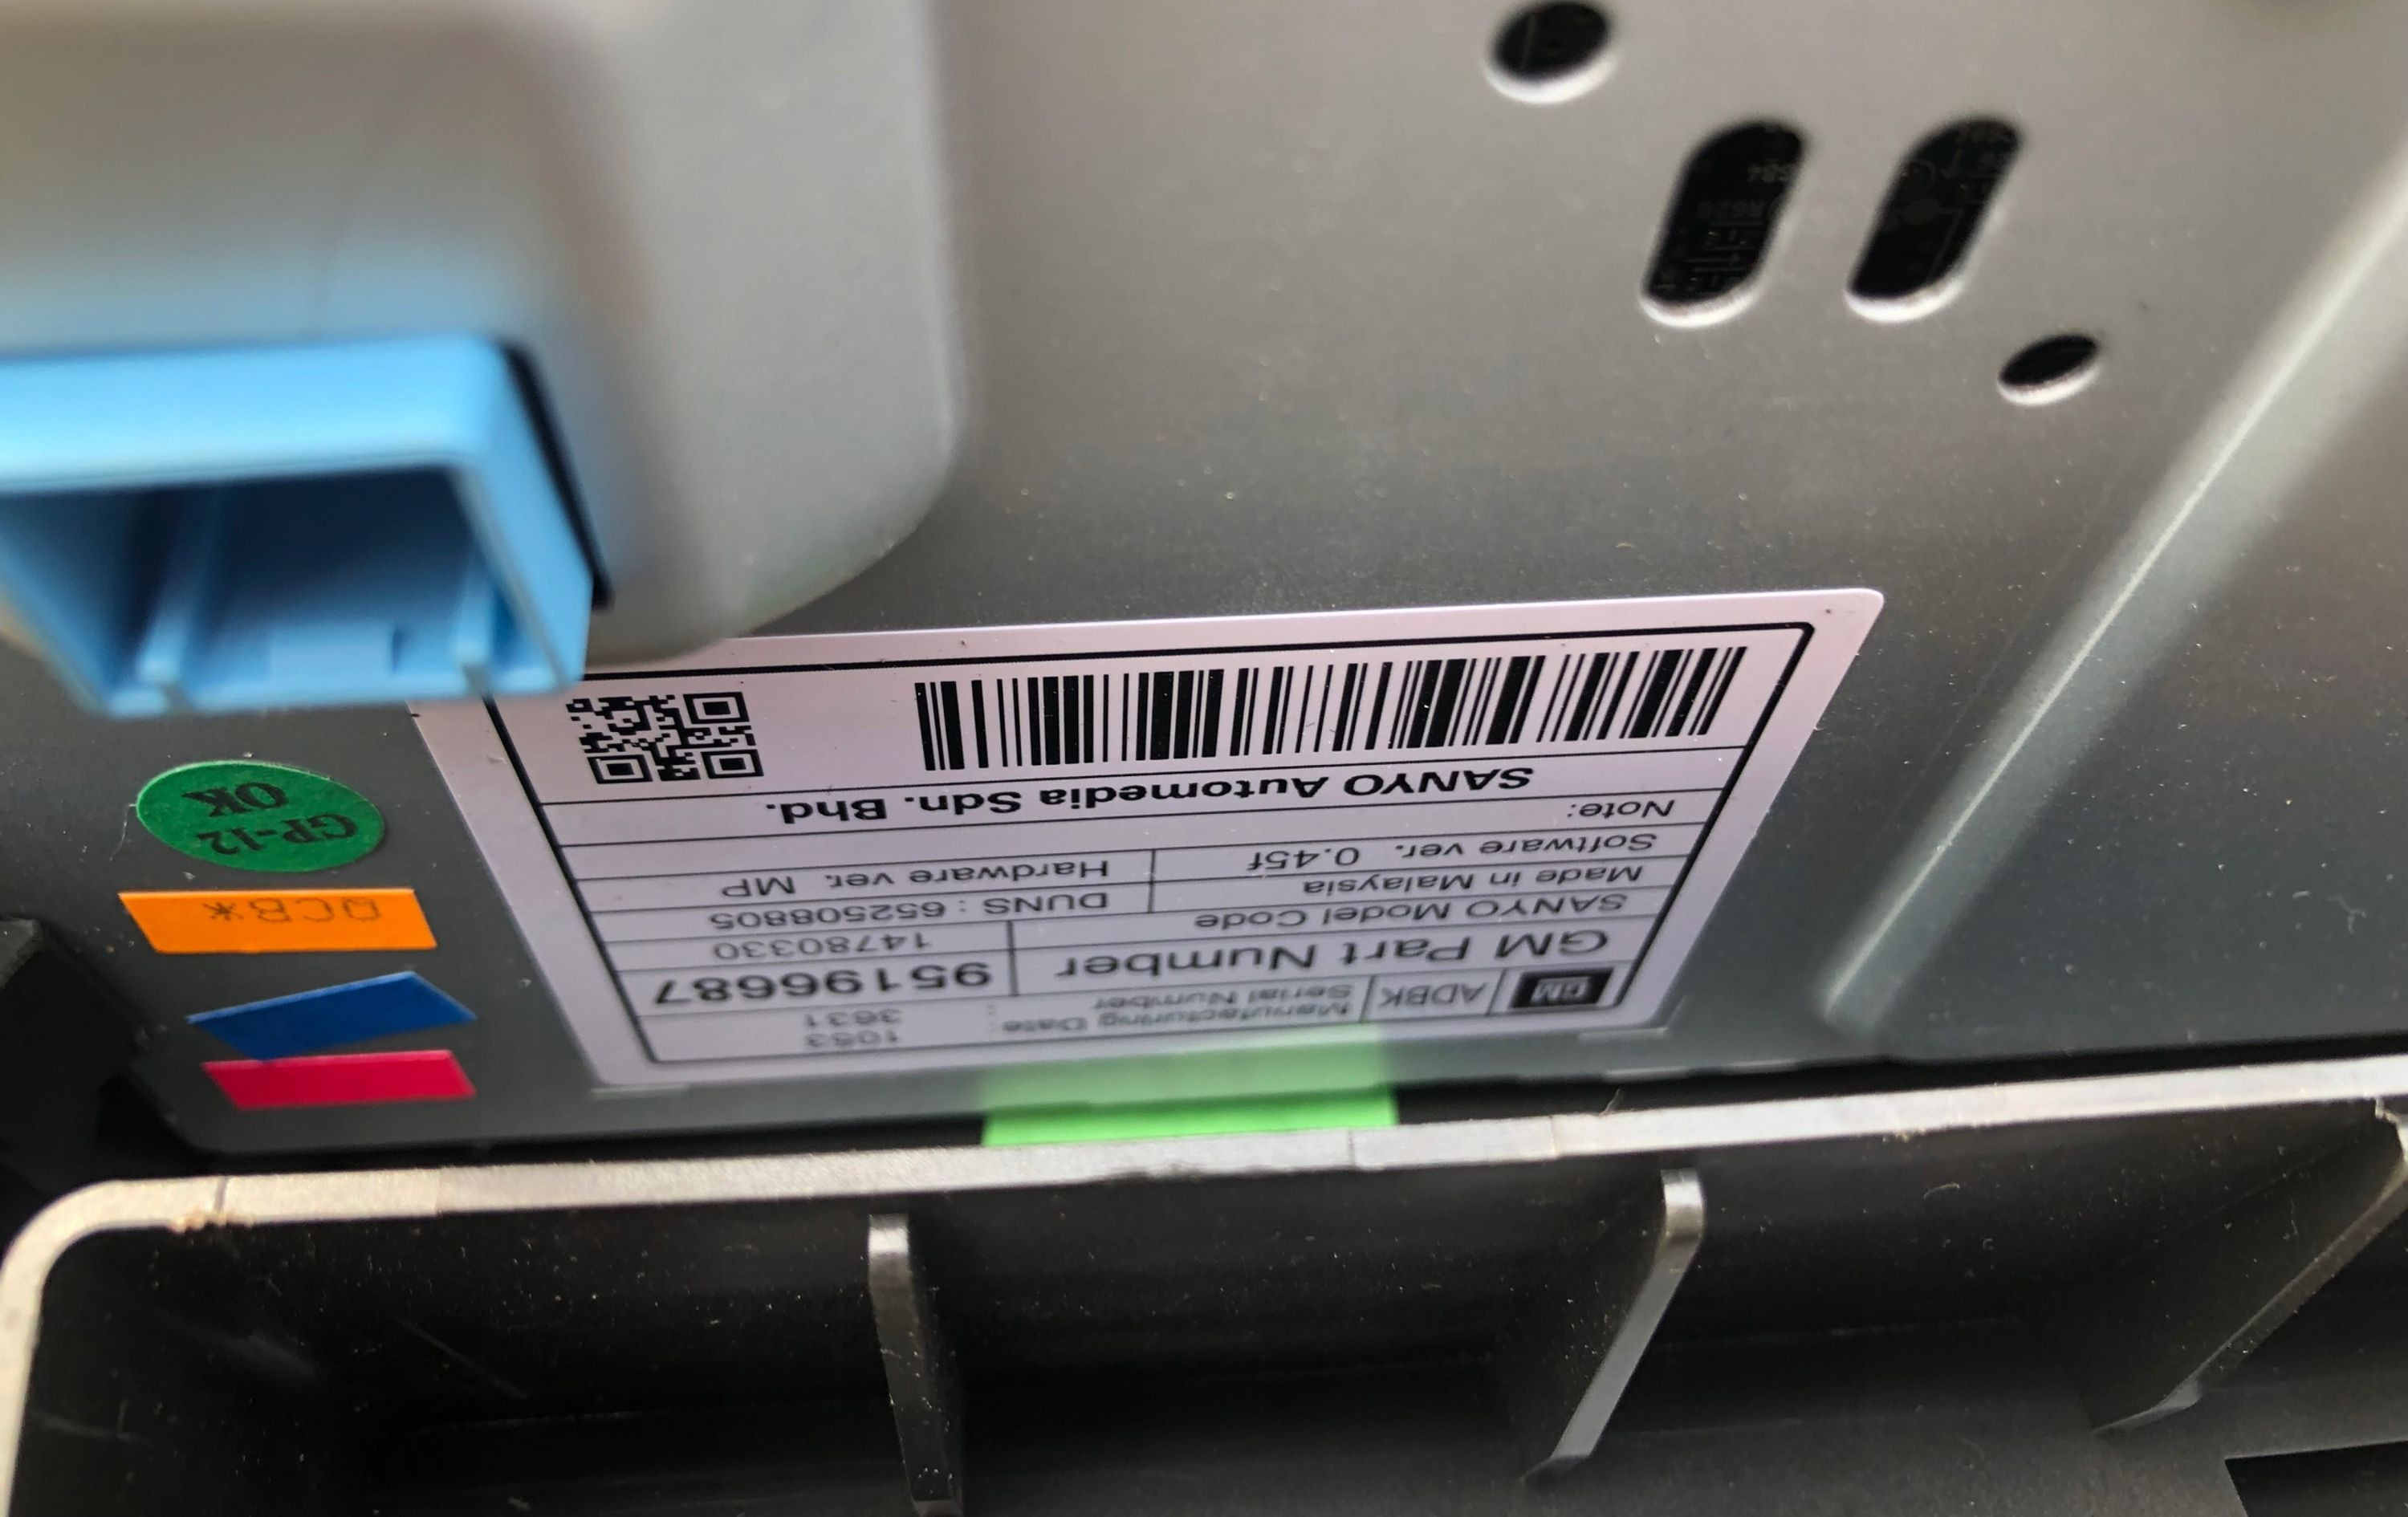 GM ADBK Manufacturing Date : 1053
Serial Number : 3631
GM Part Number 95196687
SANYO Model Code 14780330
Made in Malaysia DUNS : 652508805
Software ver. 0.45f Hardware ver. MP
Note:
SANYO Automedia Sdn. Bhd.
GP-12
OK
QCB*